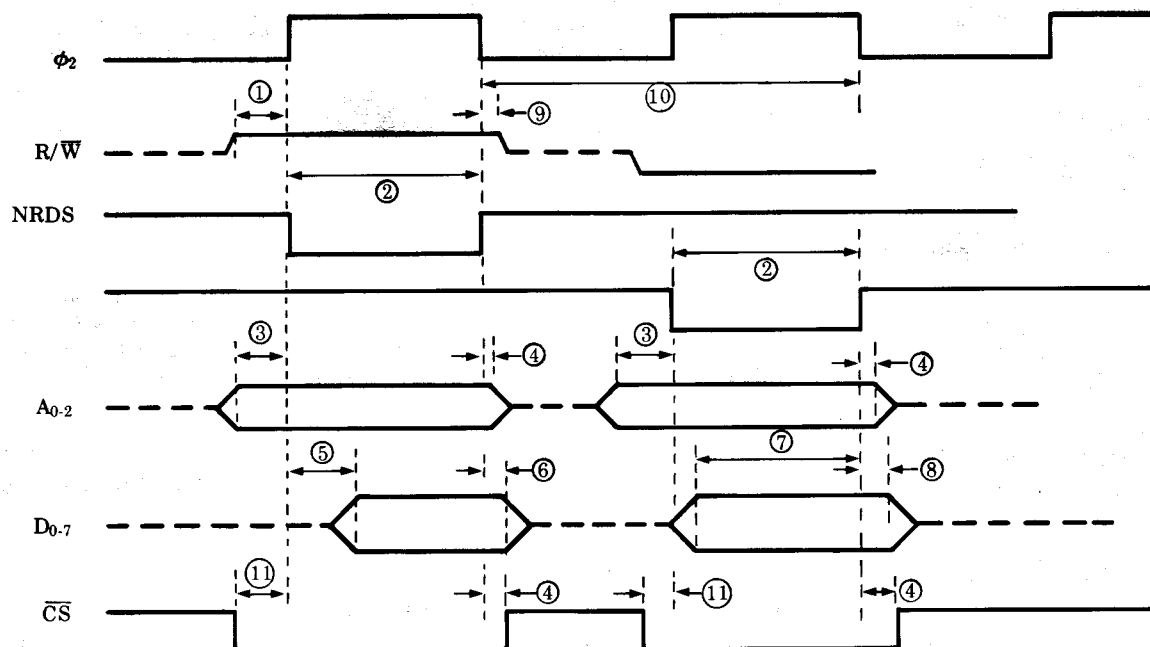 ϕ₂
① ⑩
⑨
R/W̅
②
NRDS
②
③ ④ ③ ④
A₀₋₂
⑤ ⑥ ⑦ ⑧
D₀₋₇
⑪ ④ ⑪ ④
C̅S̅